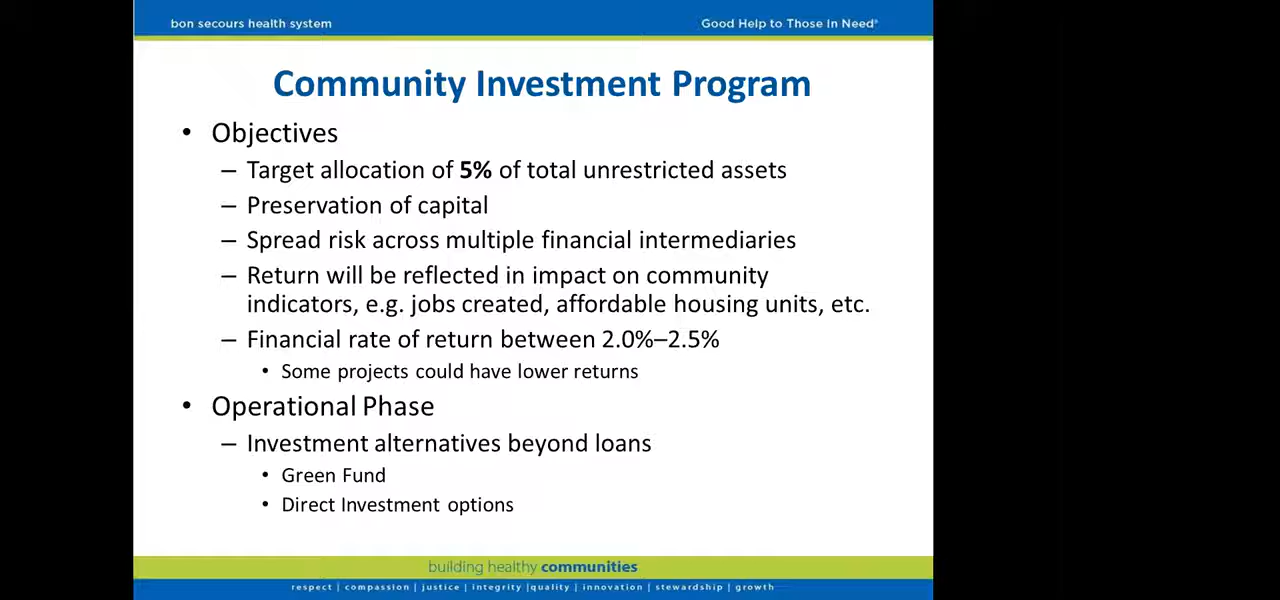 bon secours health system
Good Help to Those In Need®
Community Investment Program
• Objectives
– Target allocation of 5% of total unrestricted assets
– Preservation of capital
– Spread risk across multiple financial intermediaries
– Return will be reflected in impact on community
indicators, e.g. jobs created, affordable housing units, etc.
– Financial rate of return between 2.0%–2.5%
• Some projects could have lower returns
• Operational Phase
– Investment alternatives beyond loans
• Green Fund
• Direct Investment options
building healthy communities
respect | compassion | justice | integrity |quality | innovation | stewardship | growth